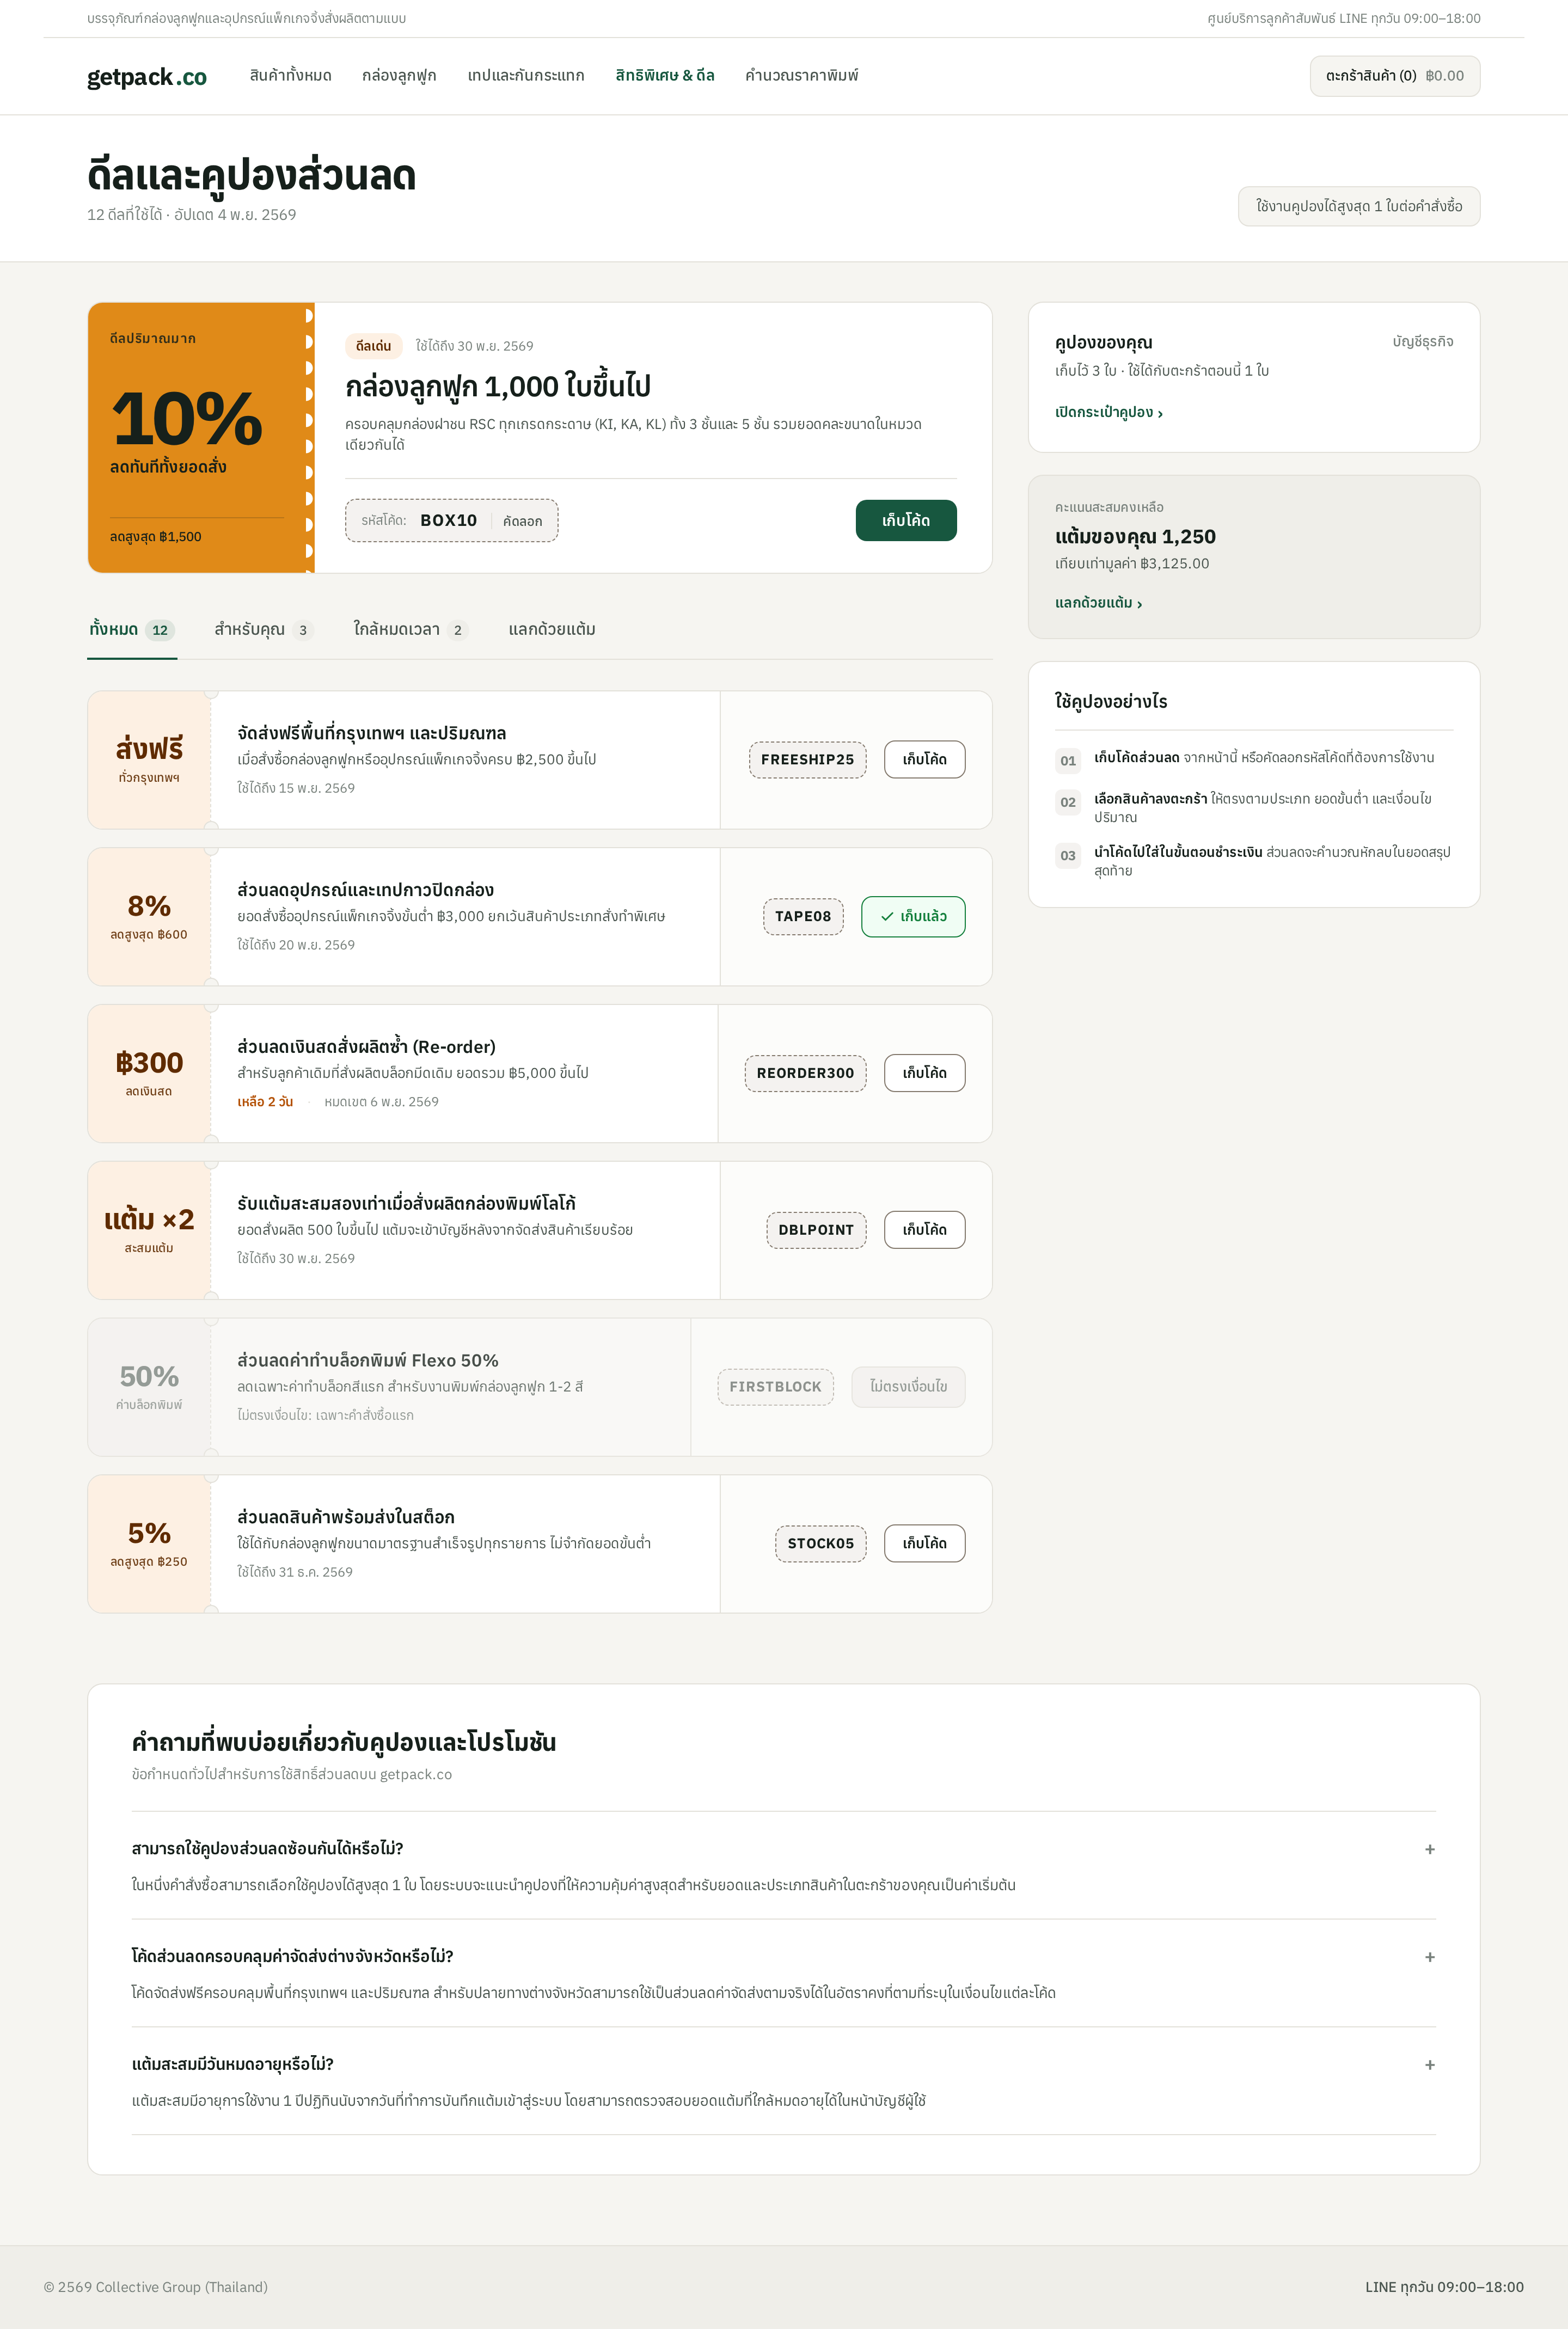 บรรจุภัณฑ์กล่องลูกฟูกและอุปกรณ์แพ็กเกจจิ้งสั่งผลิตตามแบบ
ศูนย์บริการลูกค้าสัมพันธ์ LINE ทุกวัน 09:00–18:00
getpack.co
สินค้าทั้งหมด
กล่องลูกฟูก
เทปและกันกระแทก
สิทธิพิเศษ & ดีล
คำนวณราคาพิมพ์
ตะกร้าสินค้า (0) ฿0.00
ดีลและคูปองส่วนลด
12 ดีลที่ใช้ได้ · อัปเดต 4 พ.ย. 2569
ใช้งานคูปองได้สูงสุด 1 ใบต่อคำสั่งซื้อ
ดีลปริมาณมาก
10%
ลดทันทีทั้งยอดสั่ง
ลดสูงสุด ฿1,500
ดีลเด่น ใช้ได้ถึง 30 พ.ย. 2569
กล่องลูกฟูก 1,000 ใบขึ้นไป
ครอบคลุมกล่องฝาชน RSC ทุกเกรดกระดาษ (KI, KA, KL) ทั้ง 3 ชั้นและ 5 ชั้น รวมยอดคละขนาดในหมวด
เดียวกันได้
รหัสโค้ด: BOX10 คัดลอก
เก็บโค้ด
คูปองของคุณ
บัญชีธุรกิจ
เก็บไว้ 3 ใบ · ใช้ได้กับตะกร้าตอนนี้ 1 ใบ
เปิดกระเป๋าคูปอง ›
คะแนนสะสมคงเหลือ
แต้มของคุณ 1,250
เทียบเท่ามูลค่า ฿3,125.00
แลกด้วยแต้ม ›
ใช้คูปองอย่างไร
01 เก็บโค้ดส่วนลด จากหน้านี้ หรือคัดลอกรหัสโค้ดที่ต้องการใช้งาน
02 เลือกสินค้าลงตะกร้า ให้ตรงตามประเภท ยอดขั้นต่ำ และเงื่อนไข
ปริมาณ
03 นำโค้ดไปใส่ในขั้นตอนชำระเงิน ส่วนลดจะคำนวณหักลบในยอดสรุป
สุดท้าย
ทั้งหมด 12
สำหรับคุณ 3
ใกล้หมดเวลา 2
แลกด้วยแต้ม
ส่งฟรี
ทั่วกรุงเทพฯ
จัดส่งฟรีพื้นที่กรุงเทพฯ และปริมณฑล
เมื่อสั่งซื้อกล่องลูกฟูกหรืออุปกรณ์แพ็กเกจจิ้งครบ ฿2,500 ขึ้นไป
ใช้ได้ถึง 15 พ.ย. 2569
FREESHIP25
เก็บโค้ด
8%
ลดสูงสุด ฿600
ส่วนลดอุปกรณ์และเทปกาวปิดกล่อง
ยอดสั่งซื้ออุปกรณ์แพ็กเกจจิ้งขั้นต่ำ ฿3,000 ยกเว้นสินค้าประเภทสั่งทำพิเศษ
ใช้ได้ถึง 20 พ.ย. 2569
TAPE08
✓ เก็บแล้ว
฿300
ลดเงินสด
ส่วนลดเงินสดสั่งผลิตซ้ำ (Re-order)
สำหรับลูกค้าเดิมที่สั่งผลิตบล็อกมีดเดิม ยอดรวม ฿5,000 ขึ้นไป
เหลือ 2 วัน · หมดเขต 6 พ.ย. 2569
REORDER300
เก็บโค้ด
แต้ม ×2
สะสมแต้ม
รับแต้มสะสมสองเท่าเมื่อสั่งผลิตกล่องพิมพ์โลโก้
ยอดสั่งผลิต 500 ใบขึ้นไป แต้มจะเข้าบัญชีหลังจากจัดส่งสินค้าเรียบร้อย
ใช้ได้ถึง 30 พ.ย. 2569
DBLPOINT
เก็บโค้ด
50%
ค่าบล็อกพิมพ์
ส่วนลดค่าทำบล็อกพิมพ์ Flexo 50%
ลดเฉพาะค่าทำบล็อกสีแรก สำหรับงานพิมพ์กล่องลูกฟูก 1-2 สี
ไม่ตรงเงื่อนไข: เฉพาะคำสั่งซื้อแรก
FIRSTBLOCK
ไม่ตรงเงื่อนไข
5%
ลดสูงสุด ฿250
ส่วนลดสินค้าพร้อมส่งในสต็อก
ใช้ได้กับกล่องลูกฟูกขนาดมาตรฐานสำเร็จรูปทุกรายการ ไม่จำกัดยอดขั้นต่ำ
ใช้ได้ถึง 31 ธ.ค. 2569
STOCK05
เก็บโค้ด
คำถามที่พบบ่อยเกี่ยวกับคูปองและโปรโมชัน
ข้อกำหนดทั่วไปสำหรับการใช้สิทธิ์ส่วนลดบน getpack.co
สามารถใช้คูปองส่วนลดซ้อนกันได้หรือไม่? +
ในหนึ่งคำสั่งซื้อสามารถเลือกใช้คูปองได้สูงสุด 1 ใบ โดยระบบจะแนะนำคูปองที่ให้ความคุ้มค่าสูงสุดสำหรับยอดและประเภทสินค้าในตะกร้าของคุณเป็นค่าเริ่มต้น
โค้ดส่วนลดครอบคลุมค่าจัดส่งต่างจังหวัดหรือไม่? +
โค้ดจัดส่งฟรีครอบคลุมพื้นที่กรุงเทพฯ และปริมณฑล สำหรับปลายทางต่างจังหวัดสามารถใช้เป็นส่วนลดค่าจัดส่งตามจริงได้ในอัตราคงที่ตามที่ระบุในเงื่อนไขแต่ละโค้ด
แต้มสะสมมีวันหมดอายุหรือไม่? +
แต้มสะสมมีอายุการใช้งาน 1 ปีปฏิทินนับจากวันที่ทำการบันทึกแต้มเข้าสู่ระบบ โดยสามารถตรวจสอบยอดแต้มที่ใกล้หมดอายุได้ในหน้าบัญชีผู้ใช้
© 2569 Collective Group (Thailand)
LINE ทุกวัน 09:00–18:00